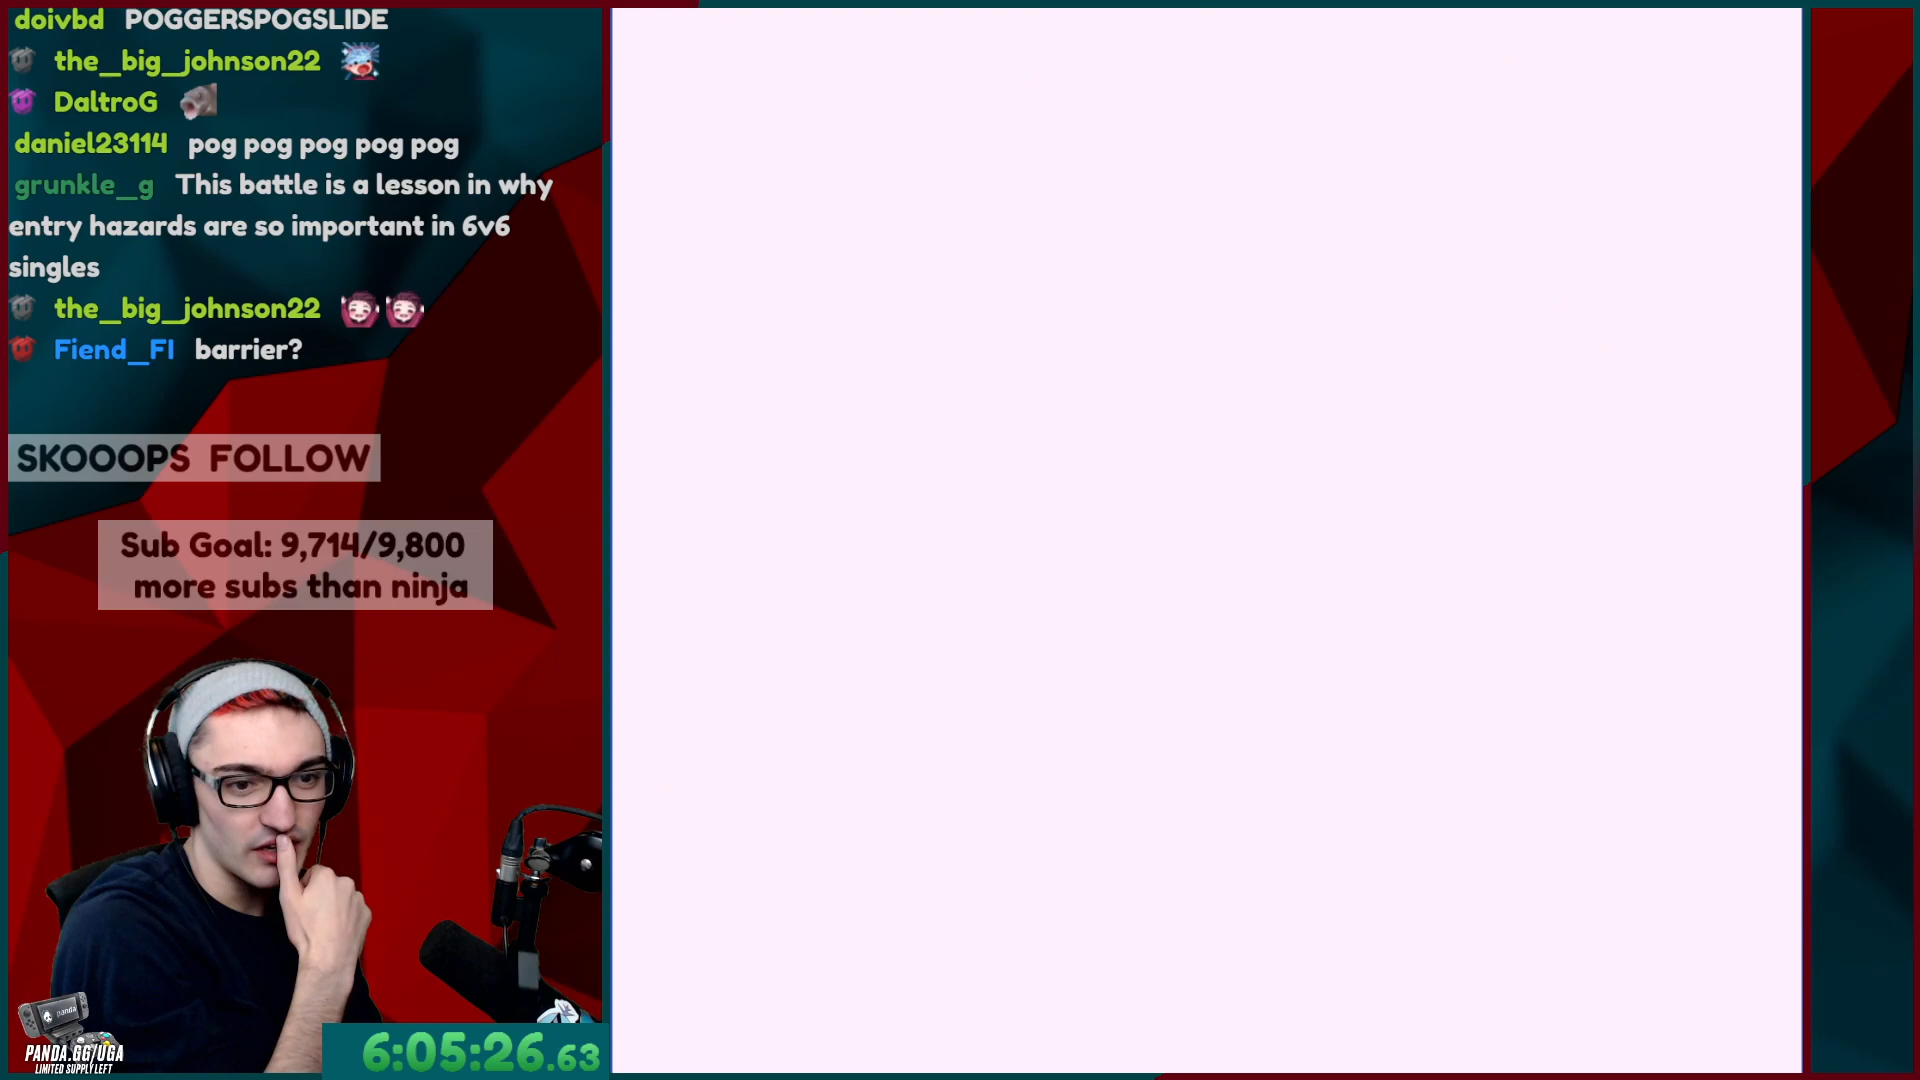 doivbd POGGERSPOGSLIDE
the_big_johnson22
DaltroG
daniel23114 pog pog pog pog pog
grunkle_g This battle is a lesson in why
entry hazards are so important in 6v6
singles
the_big_johnson22
Fiend_FI barrier?
SKOOOPS FOLLOW
Sub Goal: 9,714/9,800
more subs than ninja
panda
PANDA.GG/UGA
LIMITED SUPPLY LEFT
6:05:26.63